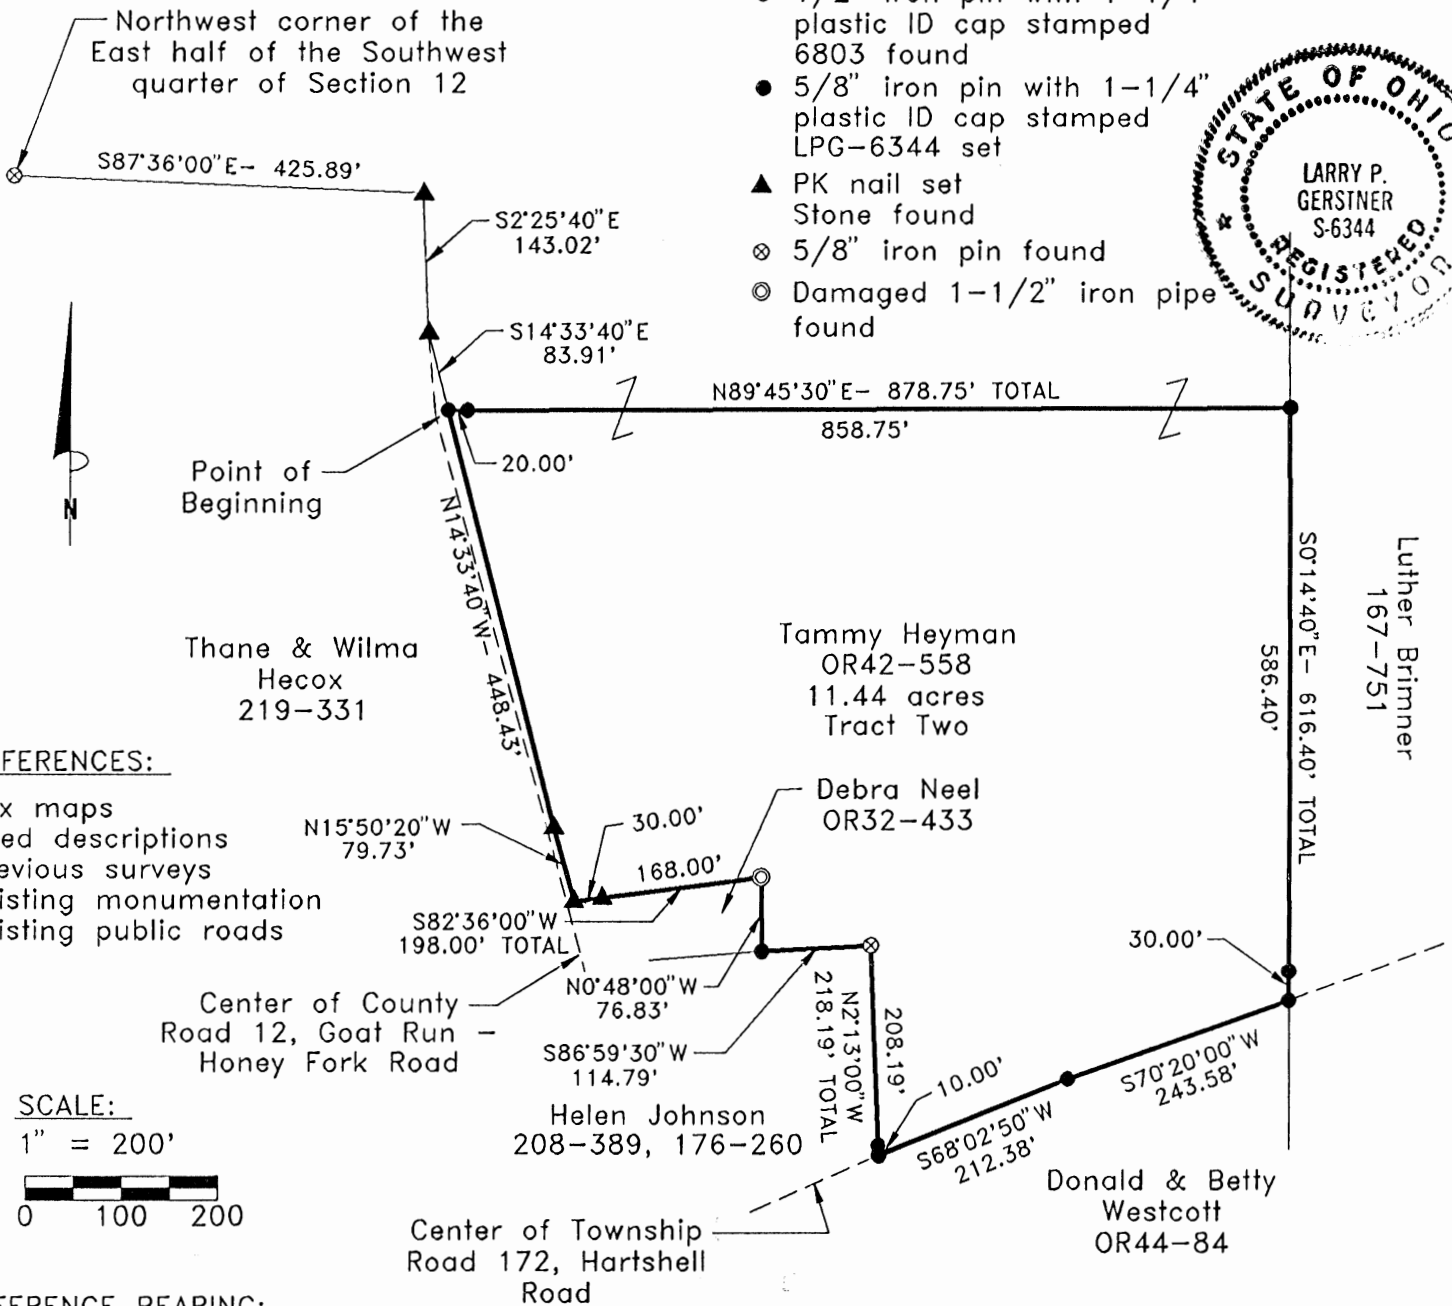 Northwest corner of the
East half of the Southwest
quarter of Section 12
plastic ID cap stamped
6803 found
5/8" iron pin with 1-1/4"
plastic ID cap stamped
LPG-6344 set
PK nail set
Stone found
5/8" iron pin found
Damaged 1-1/2" iron pipe
found
STATE OF OHIO
LARRY P.
GERSTNER
S-6344
REGISTERED
SURVEYOR
S87°36'00"E- 425.89'
S2°25'40"E
143.02'
S14°33'40"E
83.91'
N89°45'30"E- 878.75' TOTAL
858.75'
20.00'
Point of
Beginning
N
N14°33'40"W- 448.43'
S0°14'40"E- 616.40' TOTAL
586.40'
Luther Brimner
167-751
Thane & Wilma
Hecox
219-331
Tammy Heyman
OR42-558
11.44 acres
Tract Two
FERENCES:
x maps
ed descriptions
evious surveys
isting monumentation
isting public roads
N15°50'20"W
79.73'
30.00'
168.00'
Debra Neel
OR32-433
S82°36'00"W
198.00' TOTAL
N0°48'00"W
76.83'
S86°59'30"W
114.79'
N2°13'00"W
218.19' TOTAL
208.19'
10.00'
30.00'
S70°20'00"W
243.58'
S68°02'50"W
212.38'
Center of County
Road 12, Goat Run -
Honey Fork Road
Helen Johnson
208-389, 176-260
Donald & Betty
Westcott
OR44-84
SCALE:
1" = 200'
0 100 200
Center of Township
Road 172, Hartshell
Road